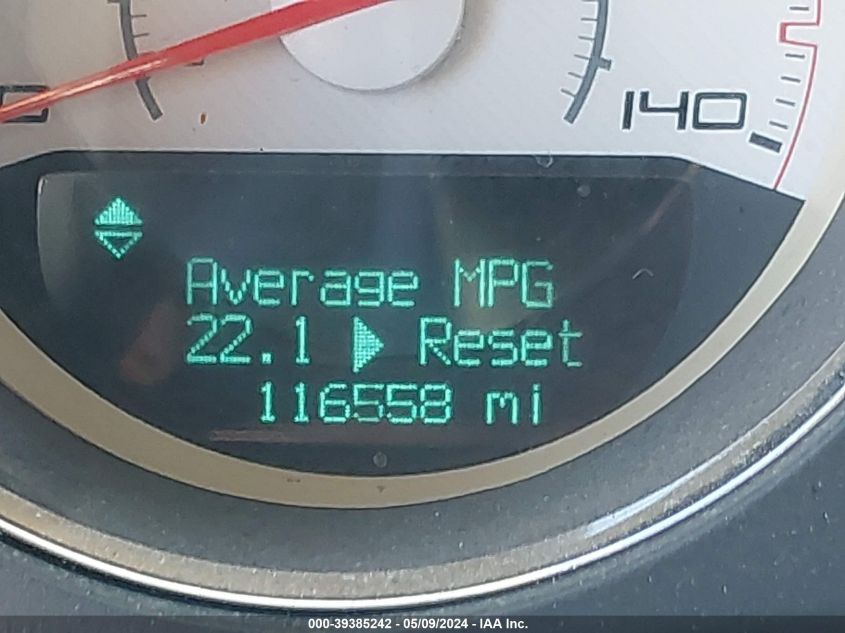 140
Average MPG
22.1 Reset
116558 mi
000-39385242 - 05/09/2024 - IAA Inc.